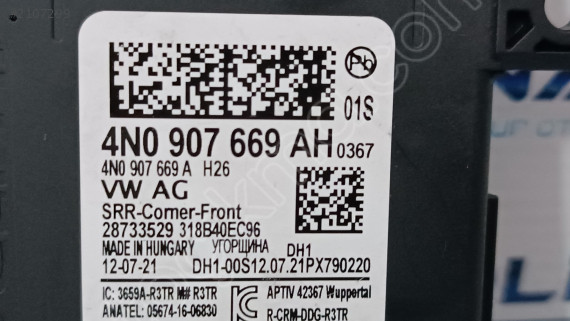 Pb
01S
4N0 907 669 AH 0367
4N0 907 669 A H26
VW AG
SRR-Corner-Front
28733529 318B40EC96
MADE IN HUNGARY УГОРЩИНА DH1
12-07-21 DH1-00S12.07.21PX790220
IC: 3659A-R3TR M# R3TR
ANATEL: 05674-16-06830
APTIV 42367 Wuppertal
R-CRM-DDG-R3TR